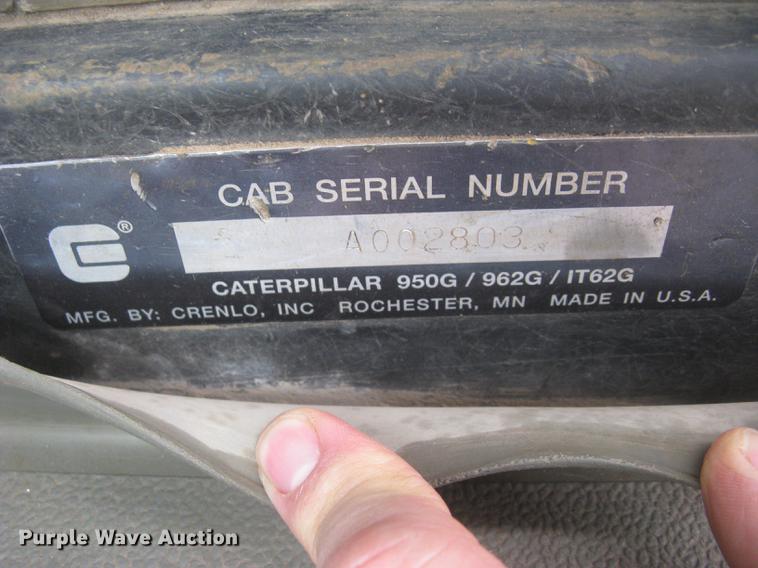 CAB SERIAL NUMBER
A002803
CATERPILLAR 950G / 962G / IT62G
MFG. BY: CRENLO, INC ROCHESTER, MN MADE IN U.S.A.
Purple Wave Auction®